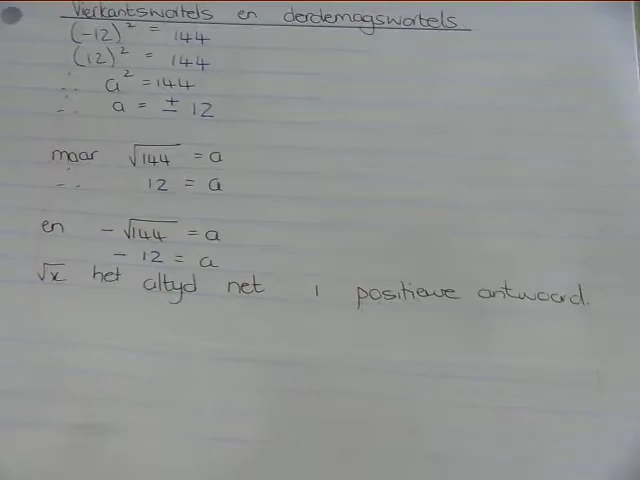 Vierkantswortels en derdemagswortels.
(-12)² = 144
(12)² = 144
∴ a² = 144
∴ a = ± 12
maar √144 = a
∴ 12 = a
en -√144 = a
- 12 = a
√x het altyd net 1 positiewe antwoord.